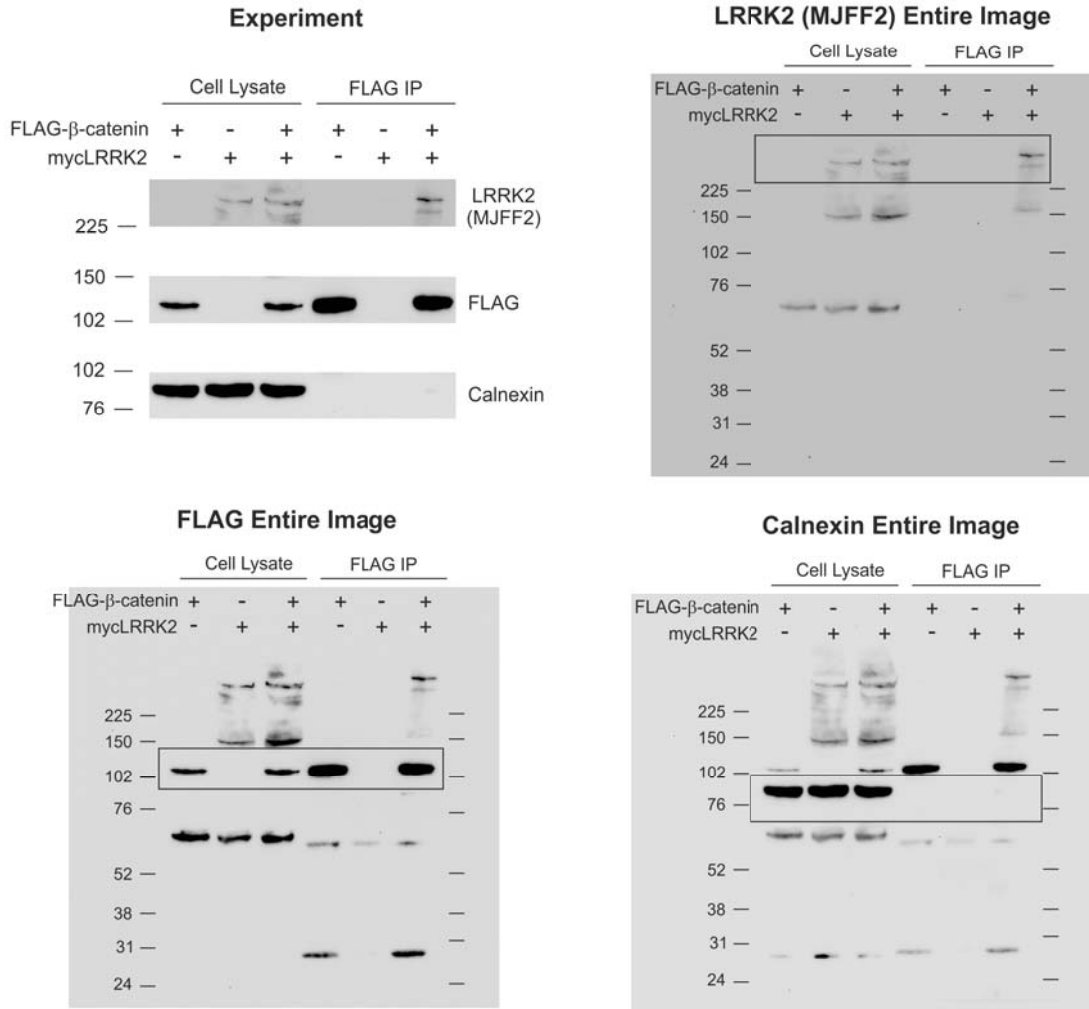 Experiment
Cell Lysate FLAG IP
FLAG-β-catenin + - + + - +
mycLRRK2 - + + - + +
LRRK2
(MJFF2)
225
150
FLAG
102
102
Calnexin
76
LRRK2 (MJFF2) Entire Image
Cell Lysate FLAG IP
FLAG-β-catenin + - + + - +
mycLRRK2 - + + - + +
225
150
102
76
52
38
31
24
FLAG Entire Image
Cell Lysate FLAG IP
FLAG-β-catenin + - + + - +
mycLRRK2 - + + - + +
225
150
102
76
52
38
31
24
Calnexin Entire Image
Cell Lysate FLAG IP
FLAG-β-catenin + - + + - +
mycLRRK2 - + + - + +
225
150
102
76
52
38
31
24